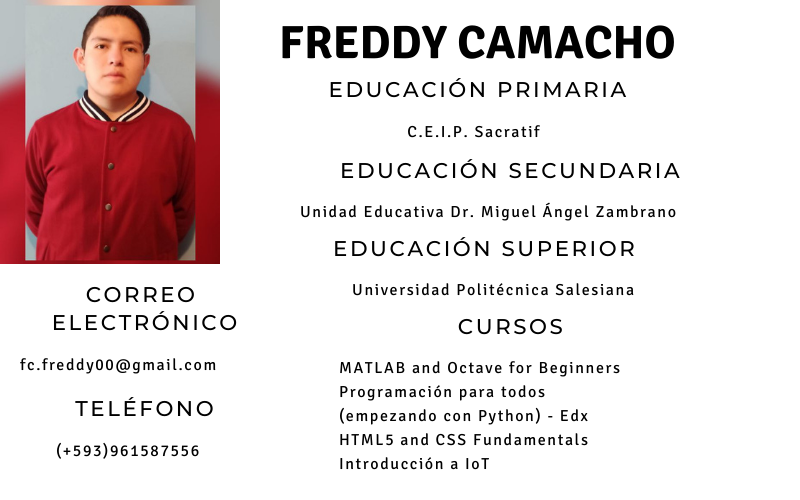 FREDDY CAMACHO
EDUCACIÓN PRIMARIA
C.E.I.P. Sacratif
EDUCACIÓN SECUNDARIA
Unidad Educativa Dr. Miguel Ángel Zambrano
EDUCACIÓN SUPERIOR
Universidad Politécnica Salesiana
CURSOS
MATLAB and Octave for Beginners
Programación para todos
(empezando con Python) - Edx
HTML5 and CSS Fundamentals
Introducción a IoT
CORREO
ELECTRÓNICO
fc.freddy00@gmail.com
TELÉFONO
(+593)961587556